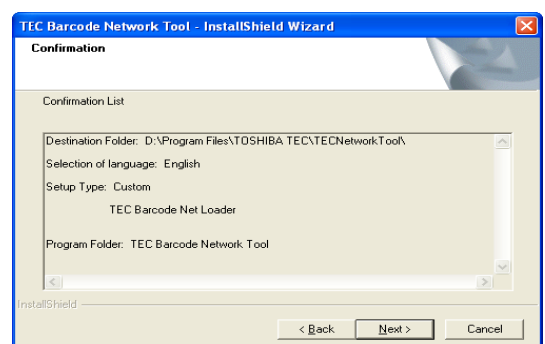 TEC Barcode Network Tool - InstallShield Wizard
Confirmation
Confirmation List
Destination Folder: D:\Program Files\TOSHIBA TEC\TECNetworkTool\
Selection of language: English
Setup Type: Custom
TEC Barcode Net Loader
Program Folder: TEC Barcode Network Tool
InstallShield
< Back Next > Cancel